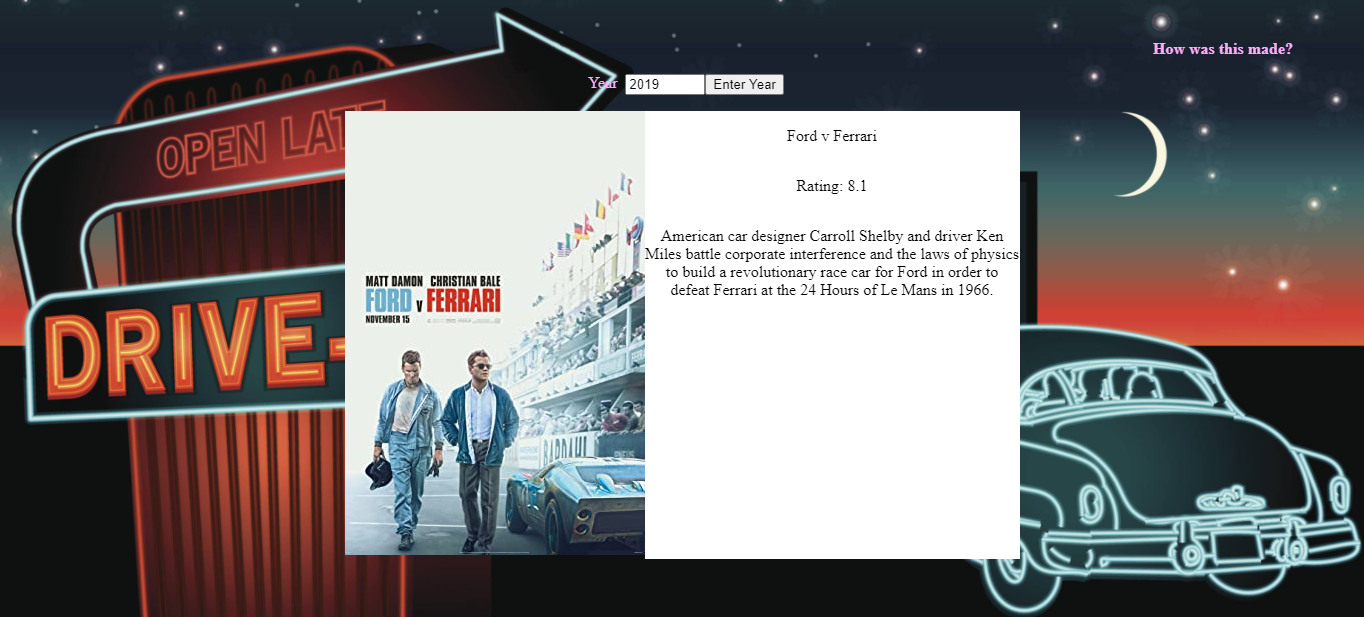 How was this made?
Year 2019 Enter Year
OPEN LATE
DRIVE-
MATT DAMON CHRISTIAN BALE
FORD v FERRARI
NOVEMBER 15
BARDAHL
Ford v Ferrari
Rating: 8.1
American car designer Carroll Shelby and driver Ken
Miles battle corporate interference and the laws of physics
to build a revolutionary race car for Ford in order to
defeat Ferrari at the 24 Hours of Le Mans in 1966.